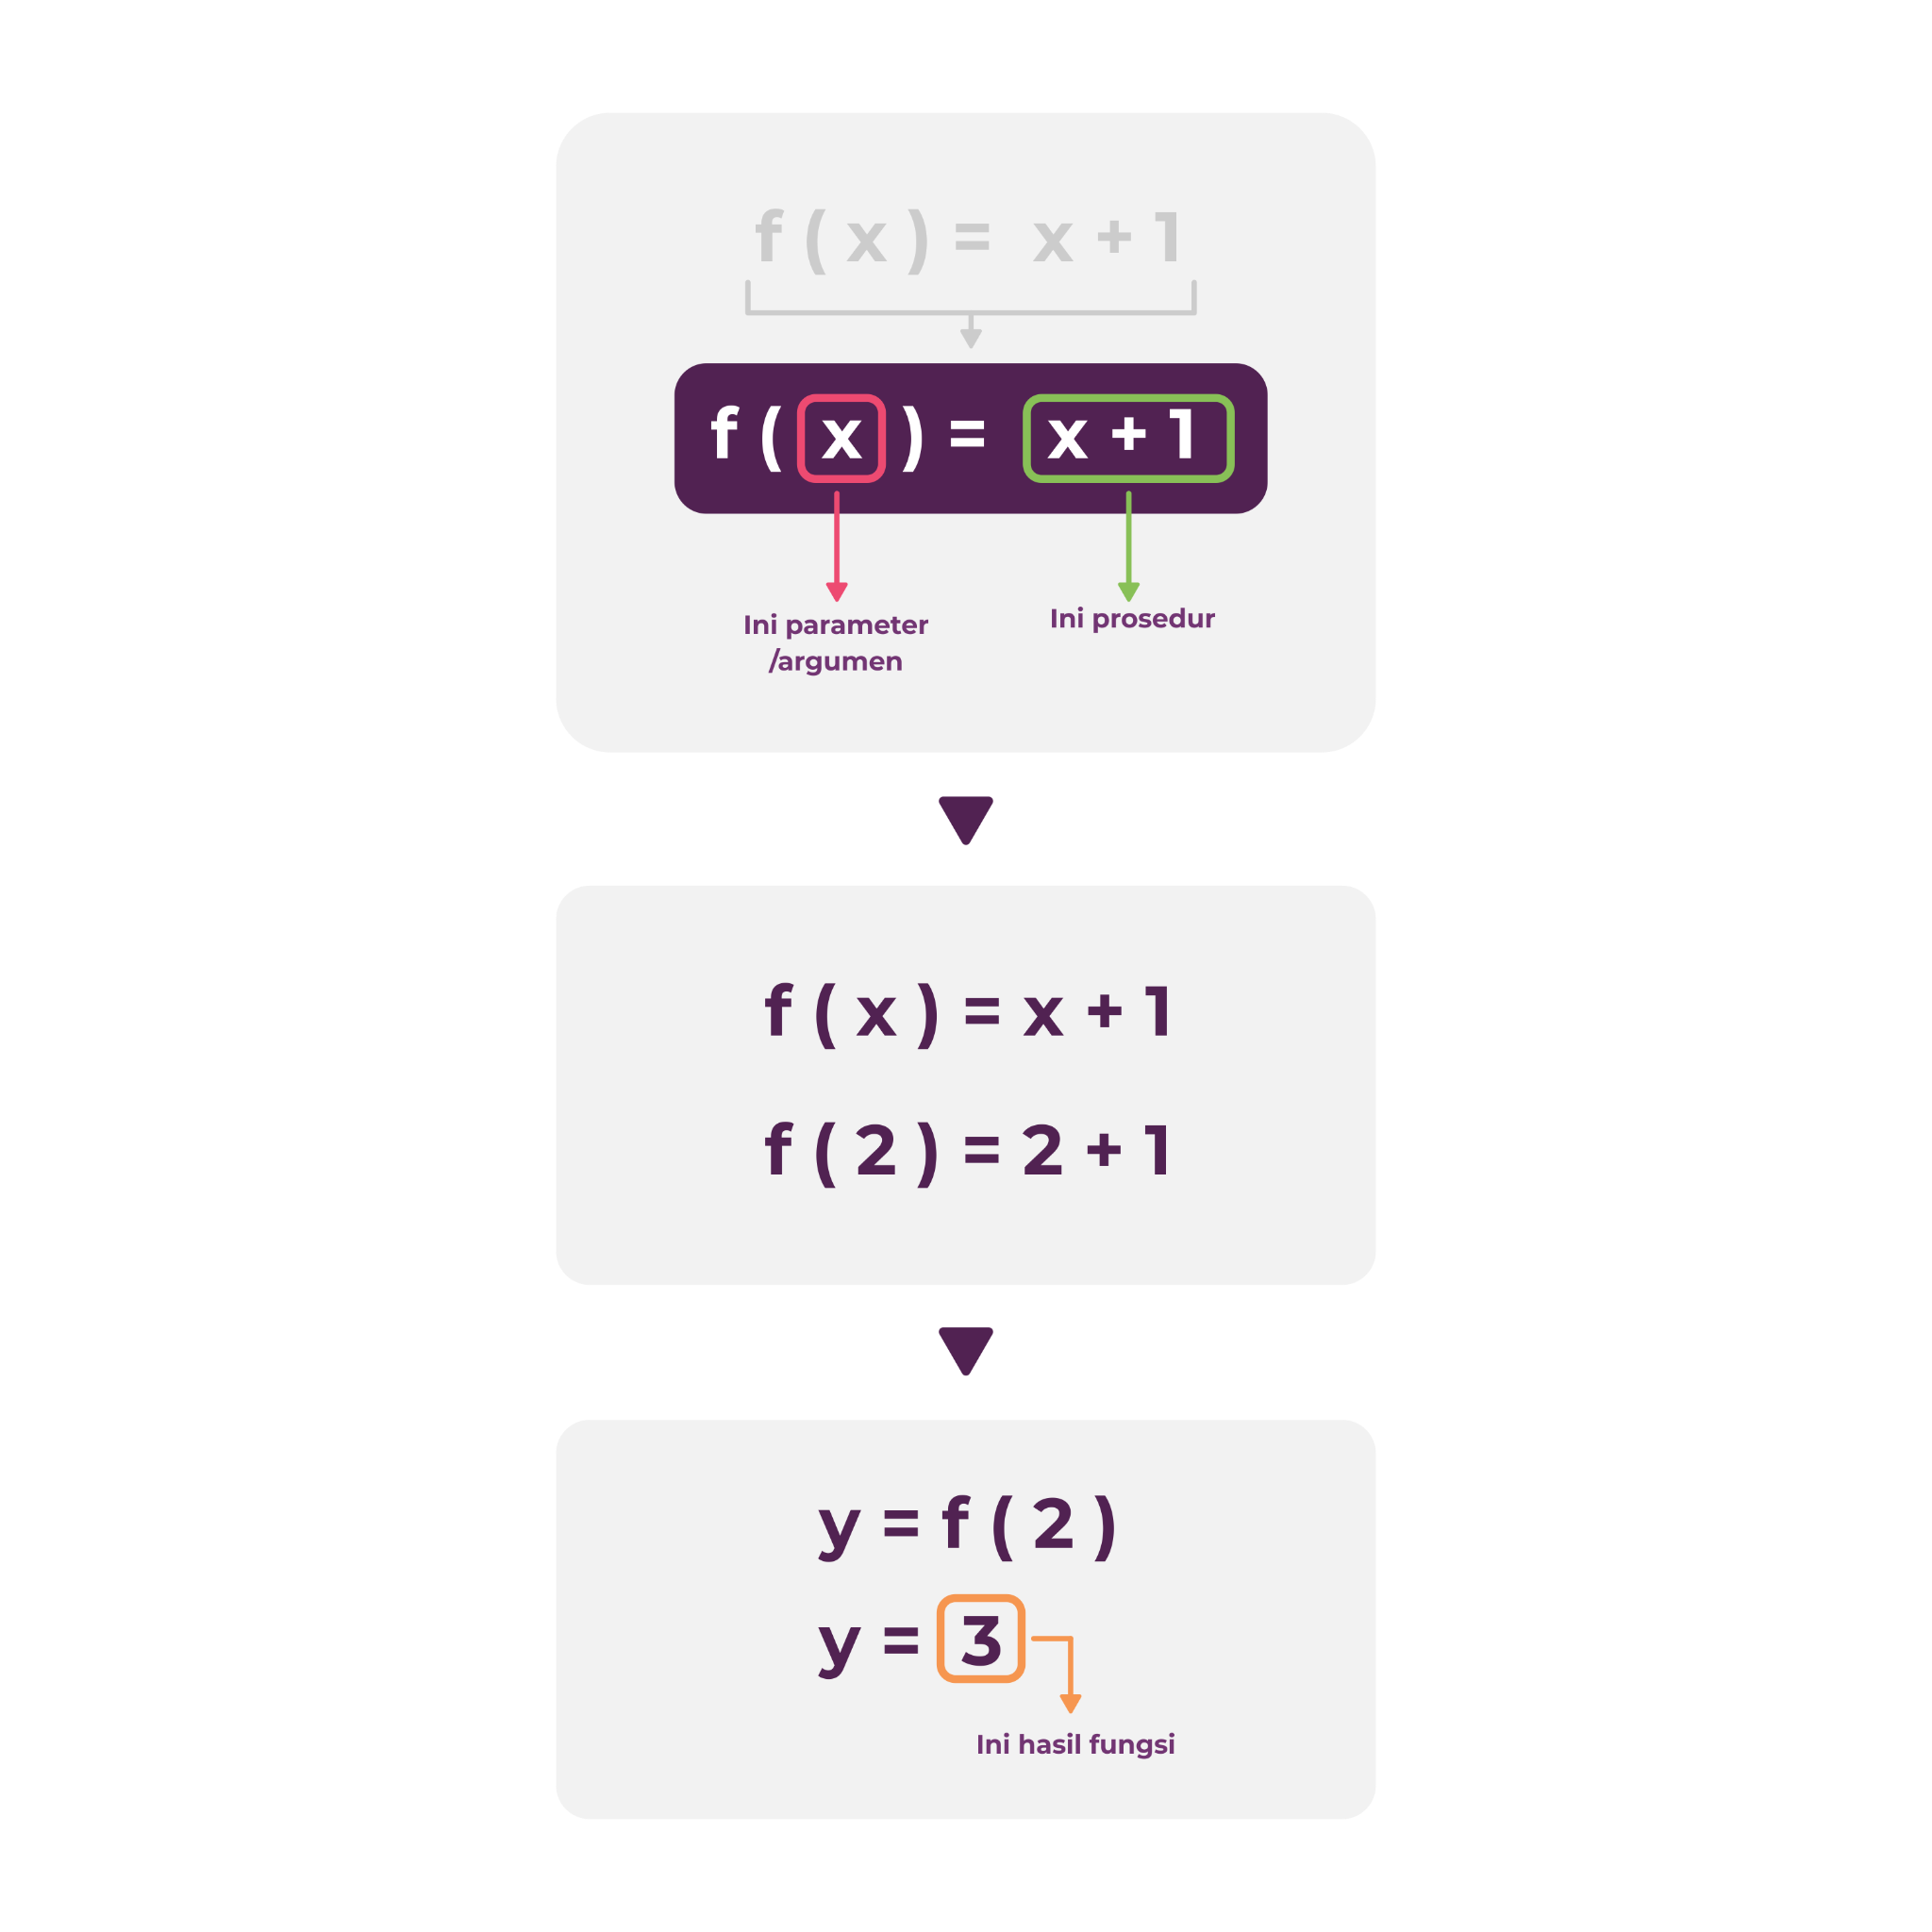 f ( x ) = x + 1
f ( x ) = x + 1
Ini parameter
/argumen
Ini prosedur
f ( x ) = x + 1
f ( 2 ) = 2 + 1
y = f ( 2 )
y = 3
Ini hasil fungsi